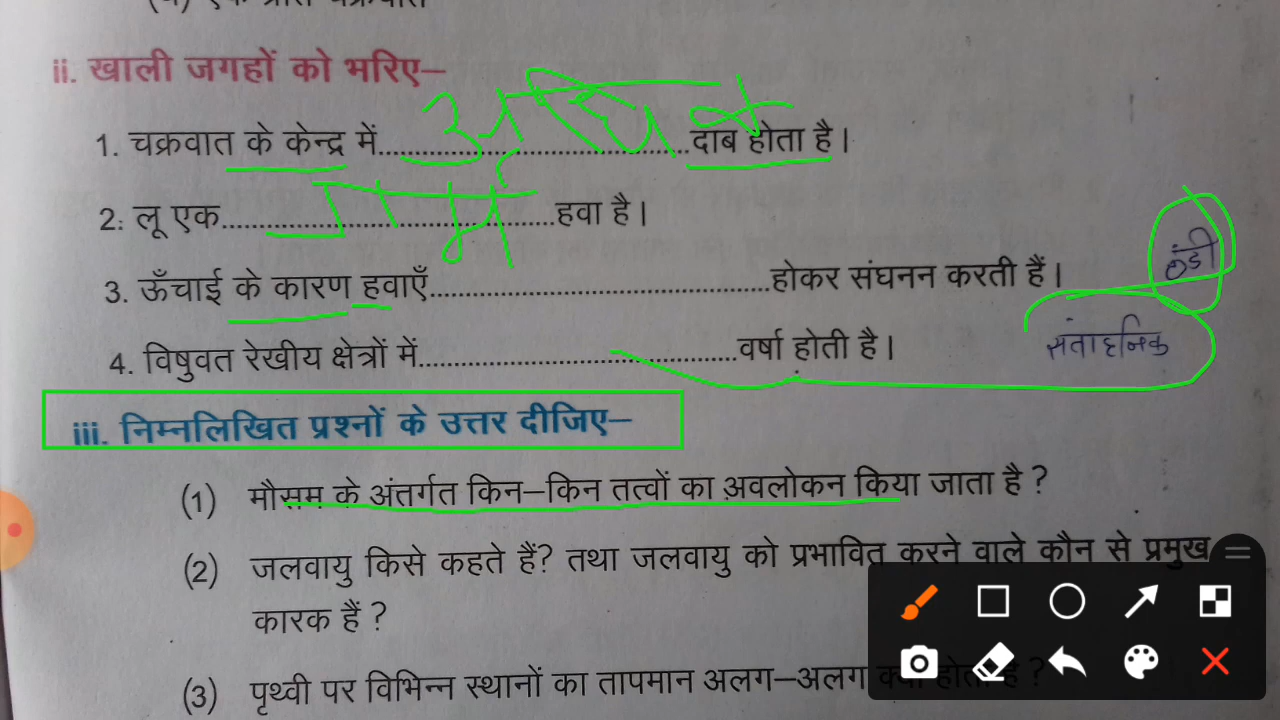 ii. खाली जगहों को भरिए–
1. चक्रवात के केन्द्र में.......... अधिक ..........दाब होता है।
2. लू एक.......... गर्म ..........हवा है।
3. ऊँचाई के कारण हवाएँ..........होकर संघनन करती हैं। ठंडी
4. विषुवत रेखीय क्षेत्रों में..........वर्षा होती है।
iii. निम्नलिखित प्रश्नों के उत्तर दीजिए–
(1) मौसम के अंतर्गत किन–किन तत्वों का अवलोकन किया जाता है ?
(2) जलवायु किसे कहते हैं? तथा जलवायु को प्रभावित करने वाले कौन से प्रमुख
कारक हैं ?
(3) पृथ्वी पर विभिन्न स्थानों का तापमान अलग–अलग